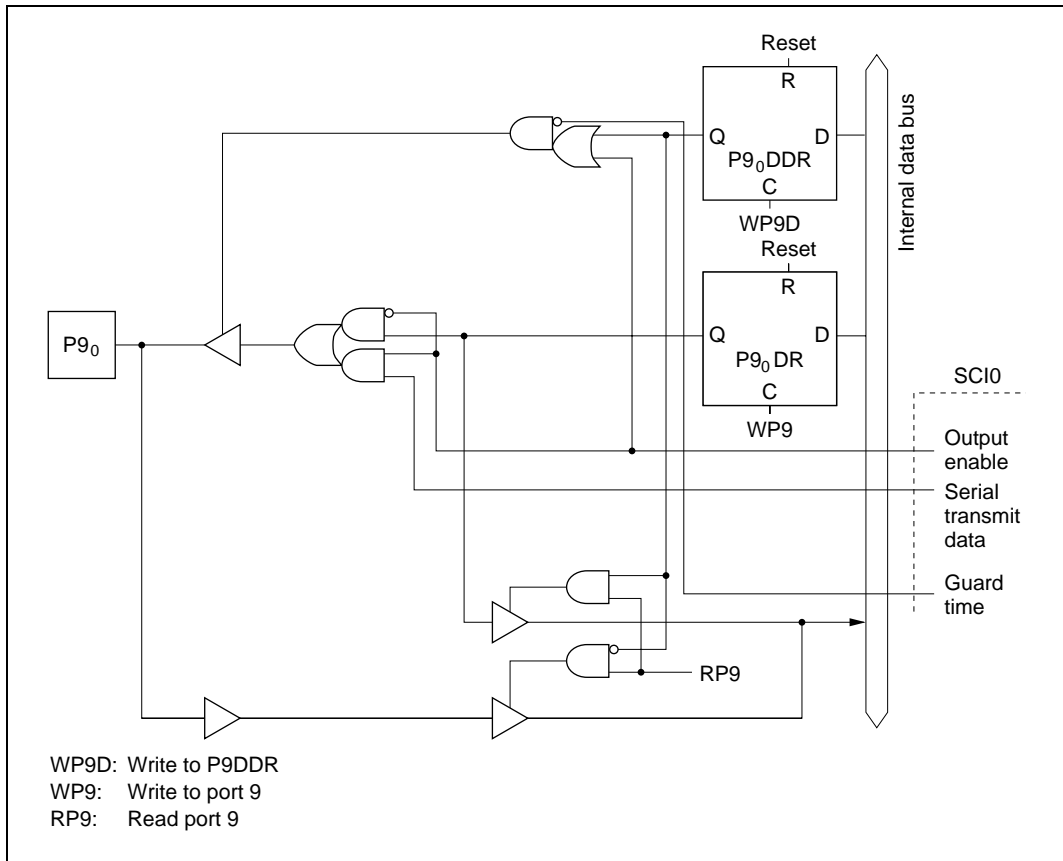 Reset
R
Q
D
P9₀DDR
C
WP9D
Internal data bus
Reset
R
Q
D
P9₀DR
C
WP9
P9₀
SCI0
Output
enable
Serial
transmit
data
Guard
time
RP9
WP9D: Write to P9DDR
WP9: Write to port 9
RP9: Read port 9